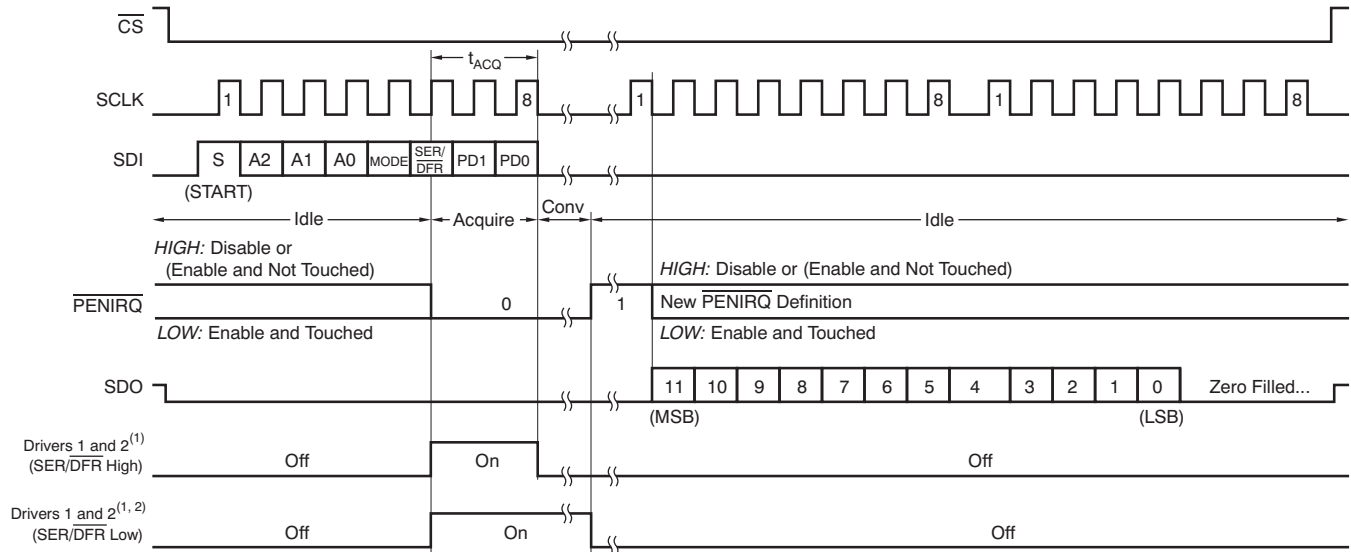 CS
t_ACQ
SCLK 1 8 1 8 1 8
SDI S A2 A1 A0 MODE SER/DFR PD1 PD0
(START)
Idle Acquire Conv Idle
HIGH: Disable or
(Enable and Not Touched)
HIGH: Disable or (Enable and Not Touched)
PENIRQ 0 1 New PENIRQ Definition
LOW: Enable and Touched LOW: Enable and Touched
SDO 11 10 9 8 7 6 5 4 3 2 1 0 Zero Filled...
(MSB) (LSB)
Drivers 1 and 2(1)
(SER/DFR High) Off On Off
Drivers 1 and 2(1, 2)
(SER/DFR Low) Off On Off